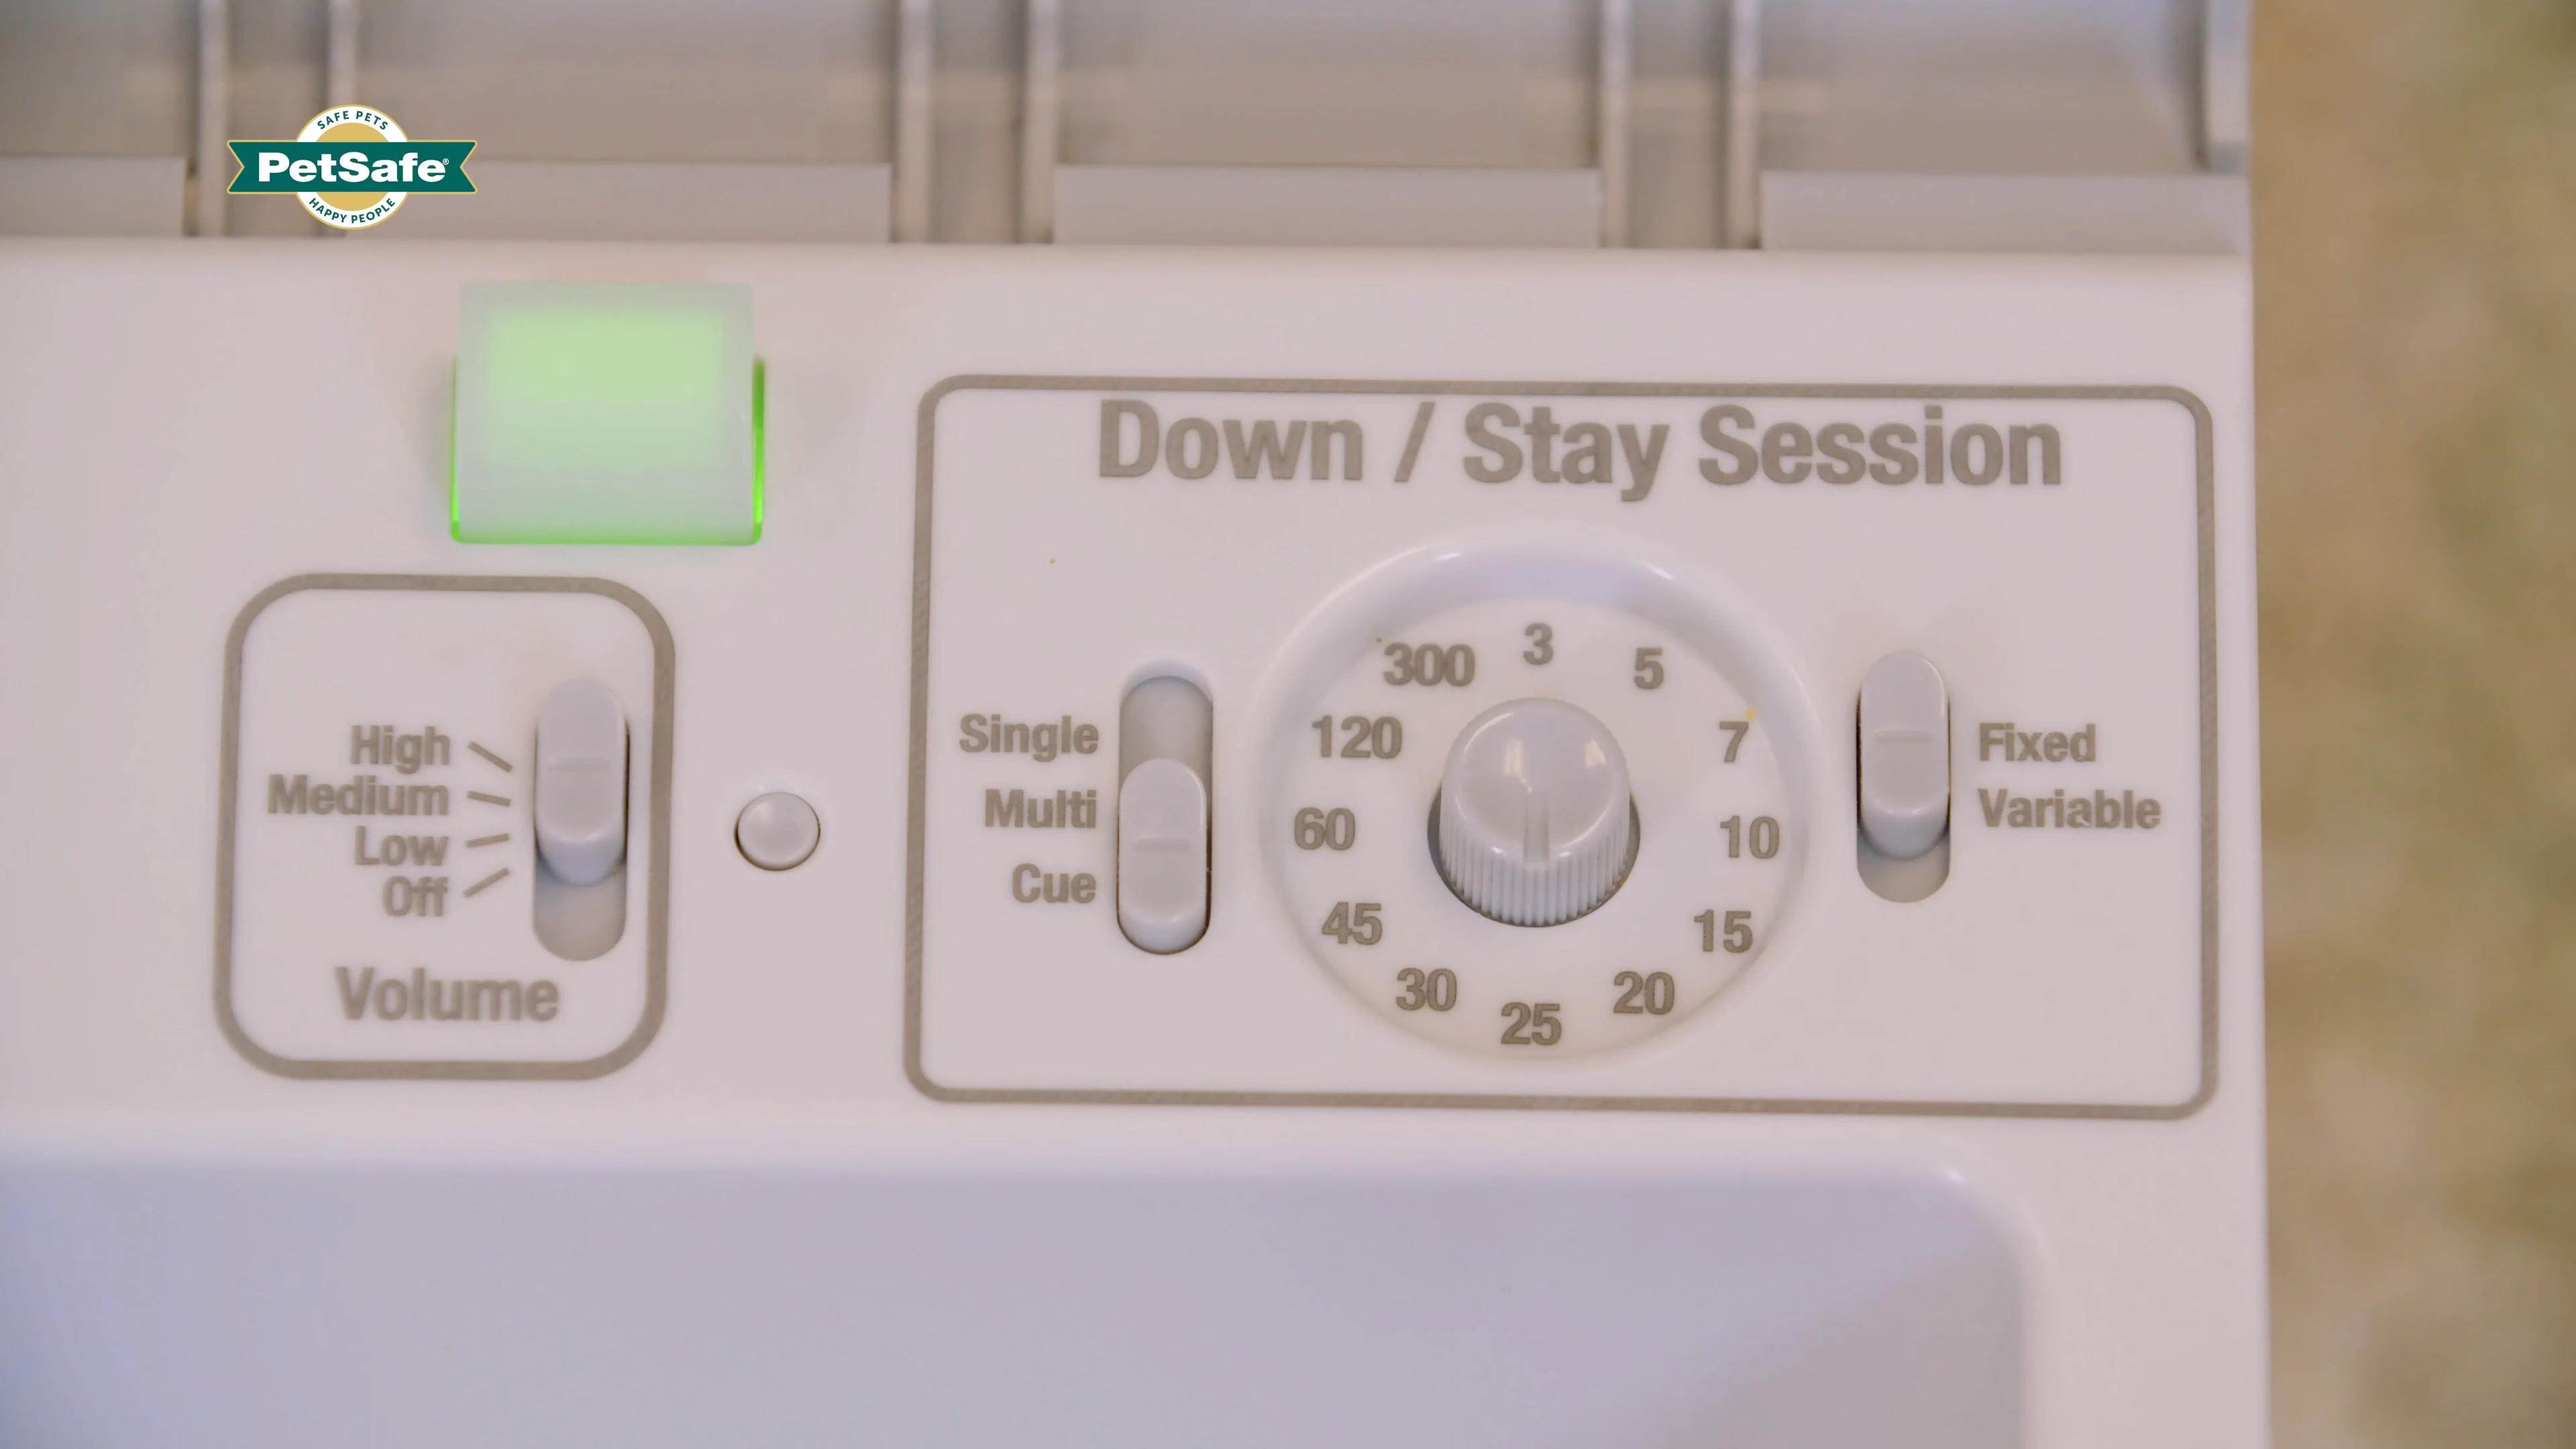 SAFE PETS
PetSafe®
HAPPY PEOPLE
Down / Stay Session
High
Medium
Low
Off
Volume
Single
Multi
Cue
300 3 5
120 7
60 10
45 15
30 25 20
Fixed
Variable